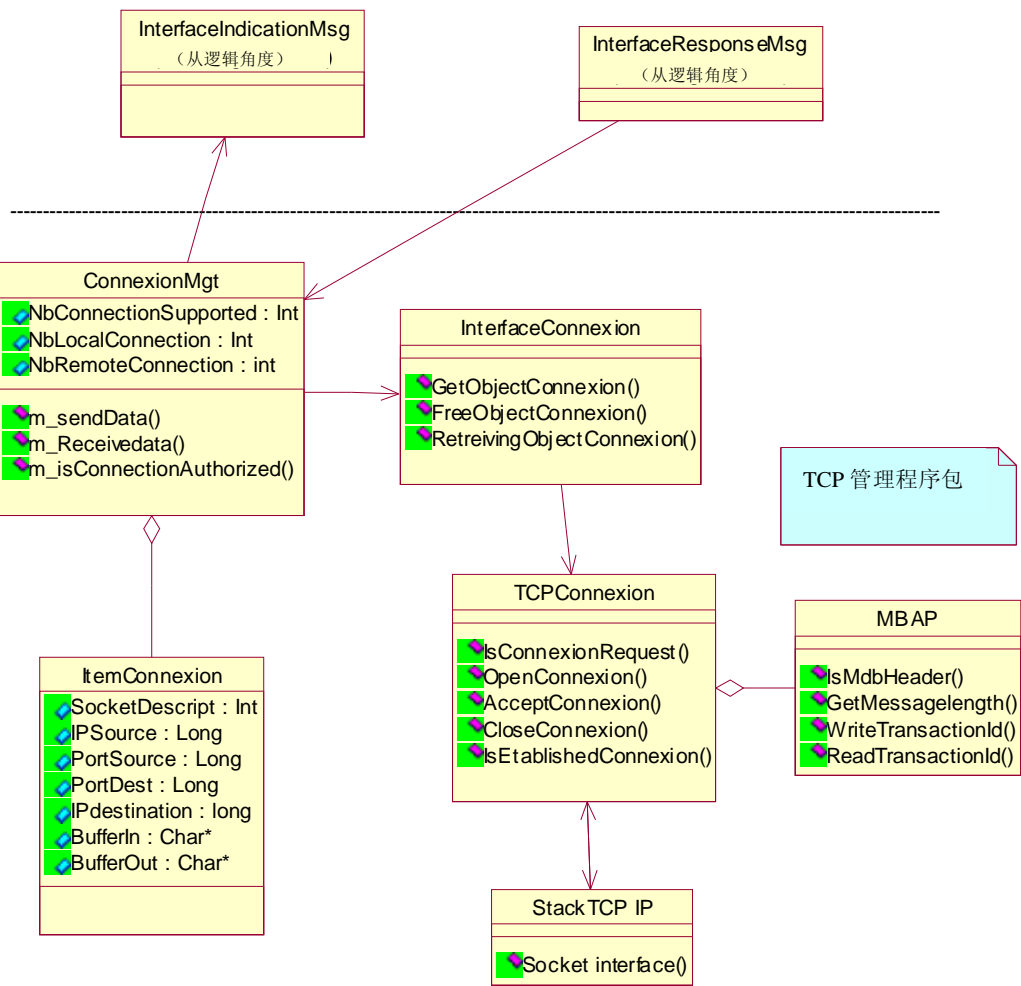 InterfaceIndicationMsg
（从逻辑角度）
InterfaceResponseMsg
（从逻辑角度）
ConnexionMgt
NbConnectionSupported : Int
NbLocalConnection : Int
NbRemoteConnection : int
m_sendData()
m_Receivedata()
m_isConnectionAuthorized()
InterfaceConnexion
GetObjectConnexion()
FreeObjectConnexion()
RetreivingObjectConnexion()
TCP 管理程序包
TCPConnexion
IsConnexionRequest()
OpenConnexion()
AcceptConnexion()
CloseConnexion()
IsEtablishedConnexion()
MBAP
IsMdbHeader()
GetMessagelength()
WriteTransactionId()
ReadTransactionId()
ItemConnexion
SocketDescript : Int
IPSource : Long
PortSource : Long
PortDest : Long
IPdestination : long
BufferIn : Char*
BufferOut : Char*
StackTCP IP
Socket interface()